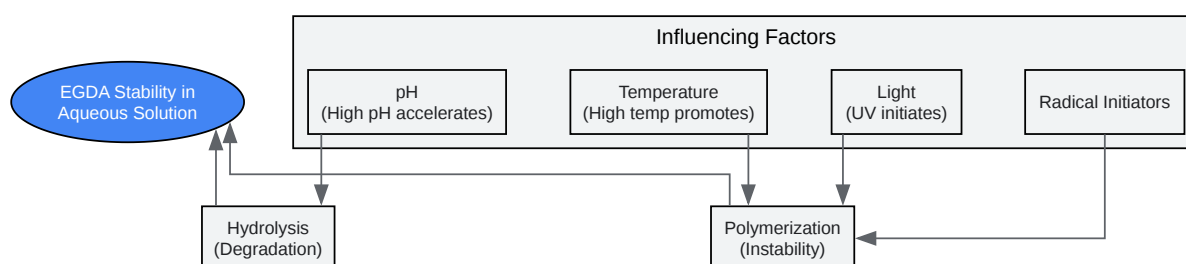 Influencing Factors
EGDA Stability in
Aqueous Solution
pH
(High pH accelerates)
Temperature
(High temp promotes)
Light
(UV initiates)
Radical Initiators
Hydrolysis
(Degradation)
Polymerization
(Instability)